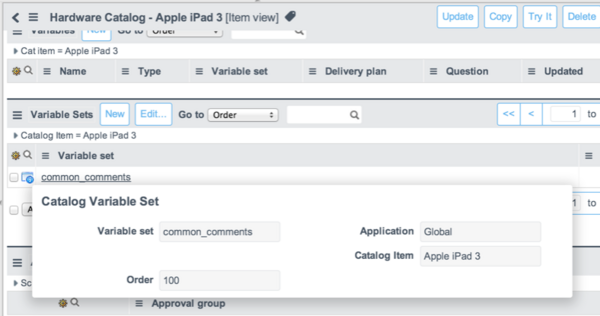 Hardware Catalog - Apple iPad 3 [Item view]
Update Copy Try It Delete
Variables New Go to Order
Cat item = Apple iPad 3
Name Type Variable set Delivery plan Question Updated
Variable Sets New Edit... Go to Order << < 1 to
Catalog Item = Apple iPad 3
Variable set
common_comments
Catalog Variable Set
Variable set common_comments Application Global
Catalog Item Apple iPad 3
Order 100
1 to
Approval group